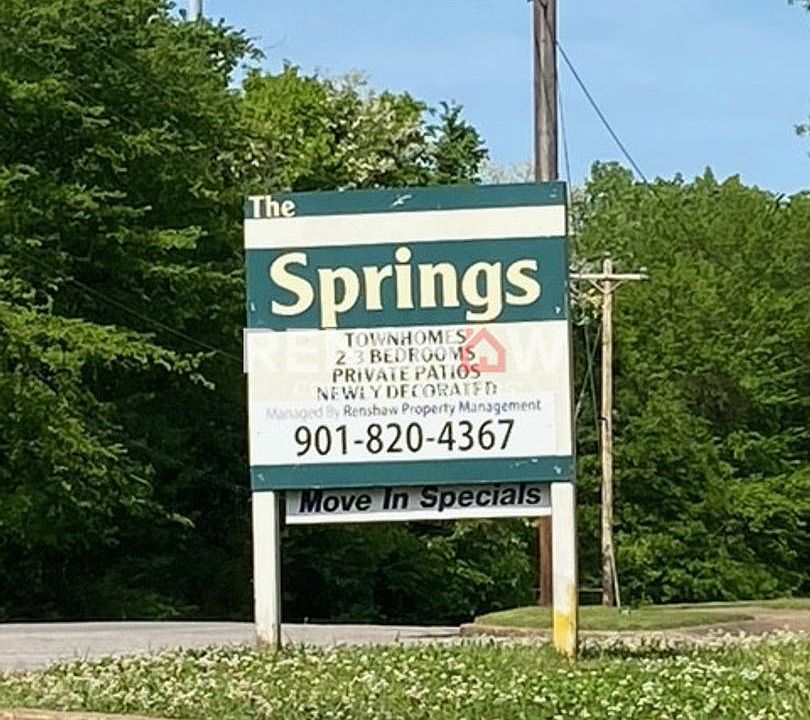 The
Springs
TOWNHOMES
2-3 BEDROOMS
PRIVATE PATIOS
NEWLY DECORATED
Managed By Renshaw Property Management
901-820-4367
Move In Specials